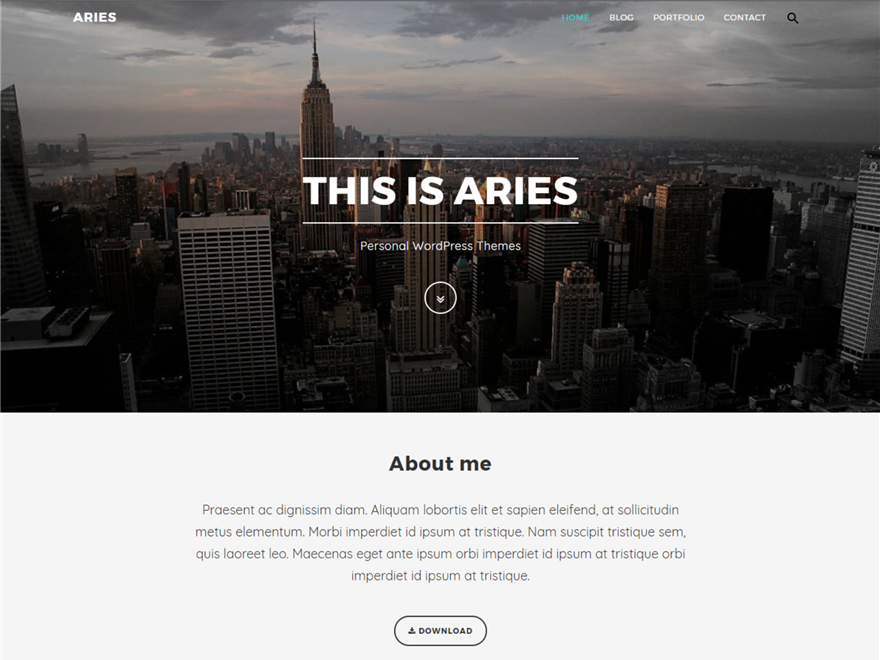 ARIES
HOME BLOG PORTFOLIO CONTACT
THIS IS ARIES
Personal WordPress Themes
About me
Praesent ac dignissim diam. Aliquam lobortis elit et sapien eleifend, at sollicitudin
metus elementum. Morbi imperdiet id ipsum at tristique. Nam suscipit tristique sem,
quis laoreet leo. Maecenas eget ante ipsum orbi imperdiet id ipsum at tristique orbi
imperdiet id ipsum at tristique.
DOWNLOAD